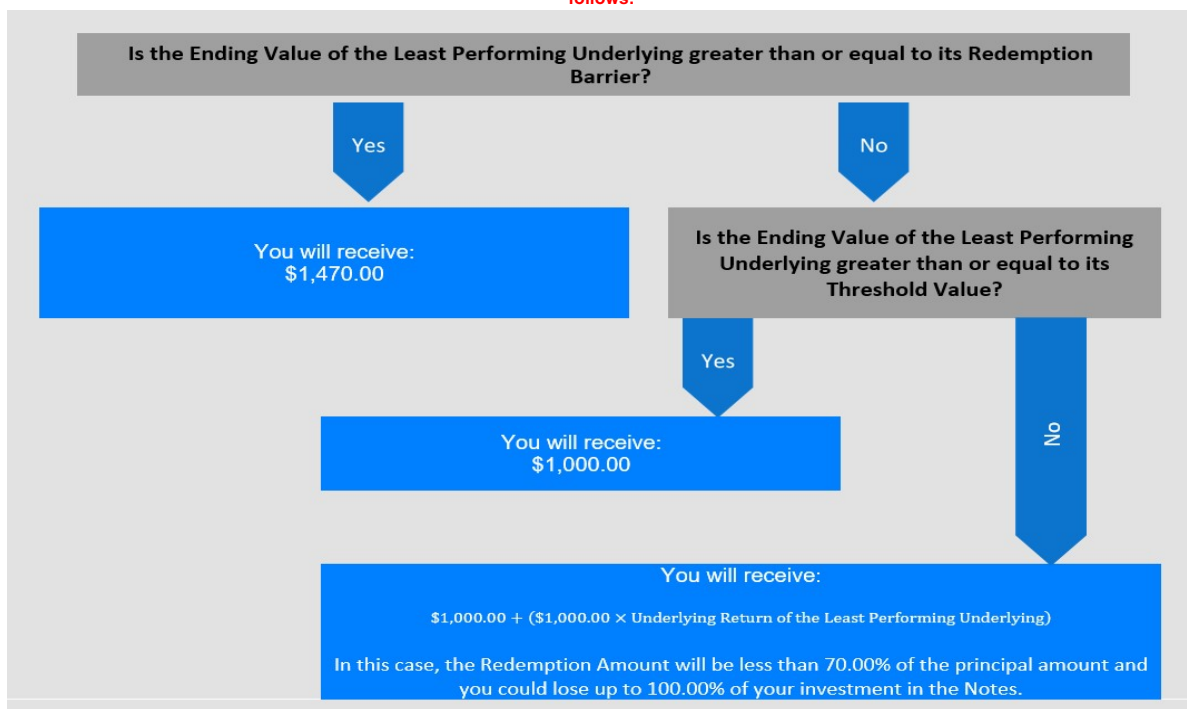 follows:
Is the Ending Value of the Least Performing Underlying greater than or equal to its Redemption
Barrier?
Yes
No
You will receive:
$1,470.00
Is the Ending Value of the Least Performing
Underlying greater than or equal to its
Threshold Value?
Yes
No
You will receive:
$1,000.00
You will receive:
$1,000.00 + ($1,000.00 × Underlying Return of the Least Performing Underlying)
In this case, the Redemption Amount will be less than 70.00% of the principal amount and
you could lose up to 100.00% of your investment in the Notes.